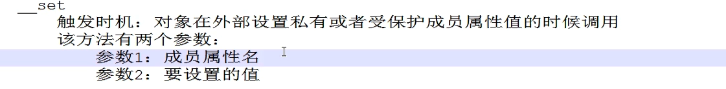 __set
触发时机：对象在外部设置私有或者受保护成员属性值的时候调用
该方法有两个参数：
参数1：成员属性名
参数2：要设置的值